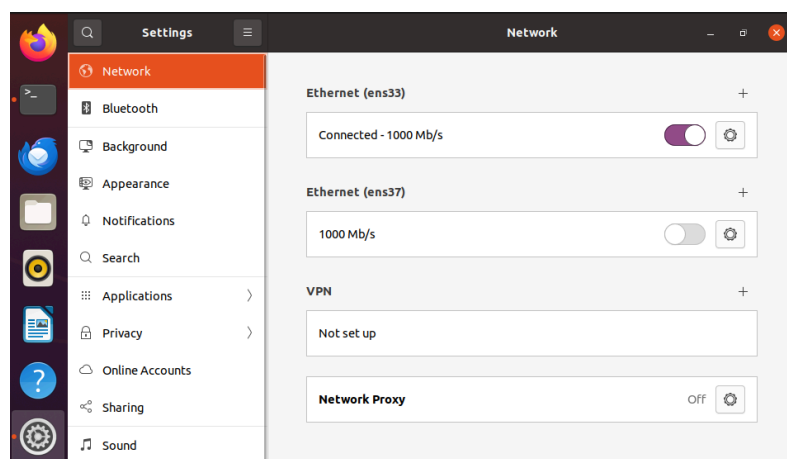 Settings
Network
Network
Bluetooth
Background
Appearance
Notifications
Search
Applications
Privacy
Online Accounts
Sharing
Sound
Ethernet (ens33)
Connected - 1000 Mb/s
Ethernet (ens37)
1000 Mb/s
VPN
Not set up
Network Proxy
Off